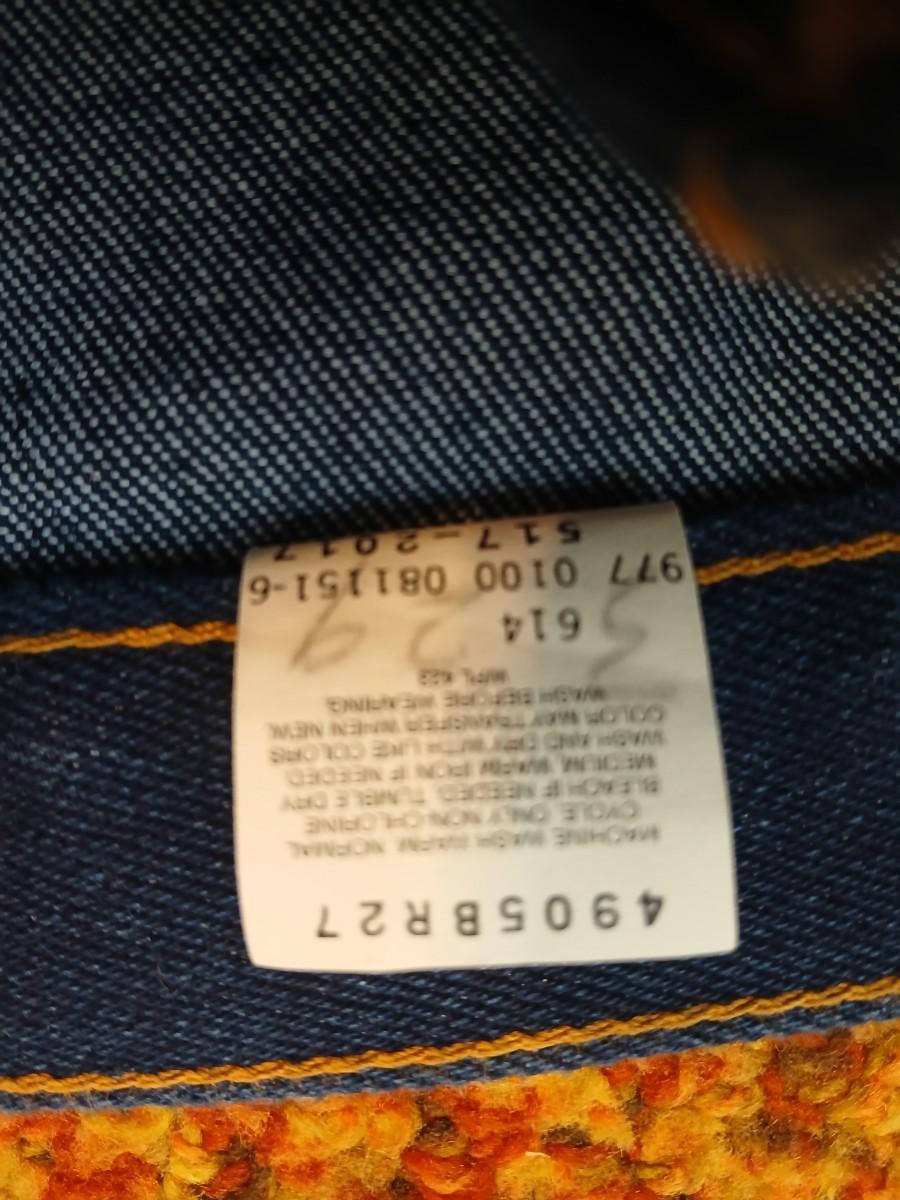 4905BR27
MACHINE WASH WARM, NORMAL
CYCLE. ONLY NON-CHLORINE
BLEACH IF NEEDED. TUMBLE DRY
MEDIUM, WARM IRON IF NEEDED.
WASH AND DRY WITH LIKE COLORS
COLOR MAY TRANSFER WHEN NEW,
WASH BEFORE WEARING.
WPL 423
614
977 0100 081151-6
517-2017